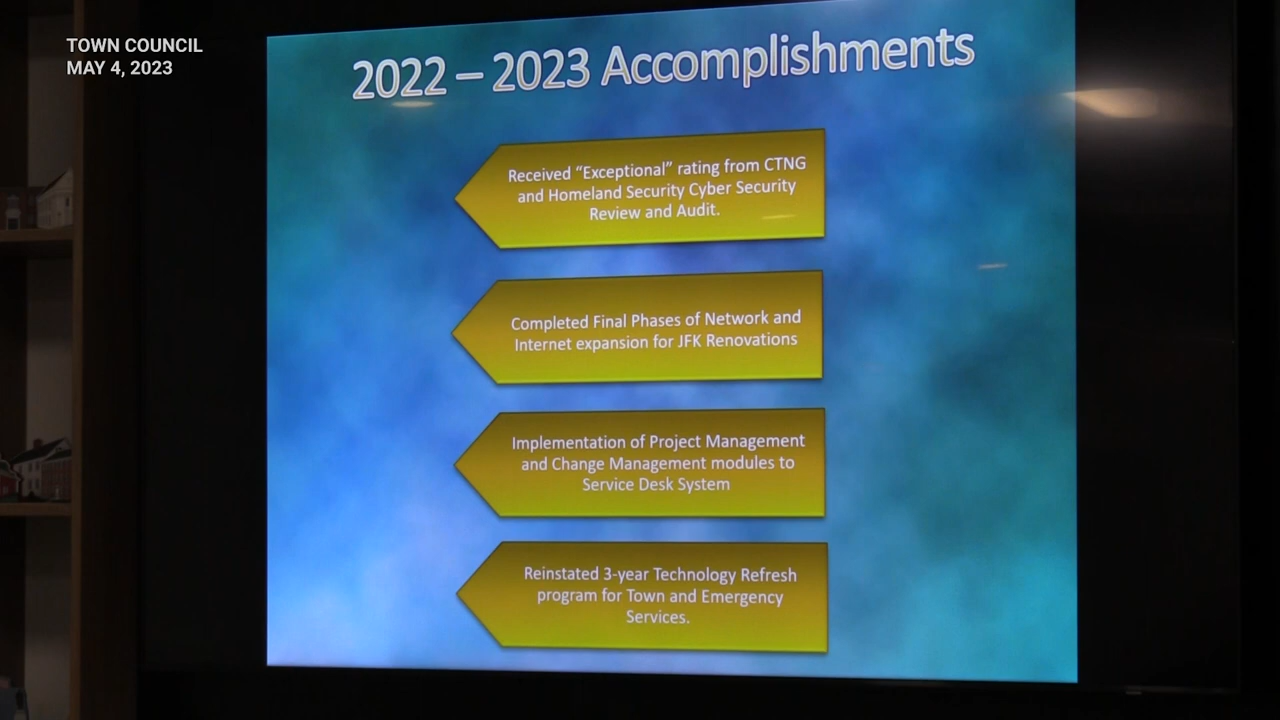 TOWN COUNCIL
MAY 4, 2023
2022 – 2023 Accomplishments
Received “Exceptional” rating from CTNG
and Homeland Security Cyber Security
Review and Audit.
Completed Final Phases of Network and
Internet expansion for JFK Renovations
Implementation of Project Management
and Change Management modules to
Service Desk System
Reinstated 3-year Technology Refresh
program for Town and Emergency
Services.